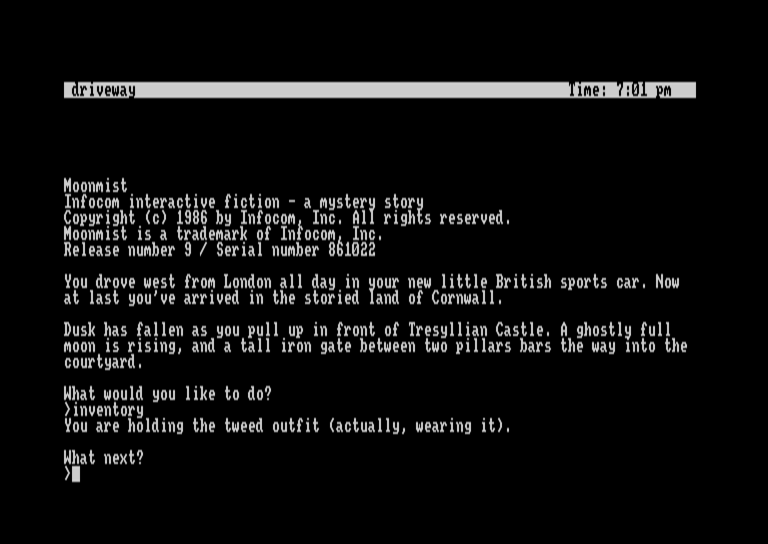 driveway Time: 7:01 pm
Moonmist
Infocom interactive fiction - a mystery story
Copyright (c) 1986 by Infocom, Inc. All rights reserved.
Moonmist is a trademark of Infocom, Inc.
Release number 9 / Serial number 861022
You drove west from London all day in your new little British sports car. Now
at last you've arrived in the storied land of Cornwall.
Dusk has fallen as you pull up in front of Tresyllian Castle. A ghostly full
moon is rising, and a tall iron gate between two pillars bars the way into the
courtyard.
What would you like to do?
>inventory
You are holding the tweed outfit (actually, wearing it).
What next?
>